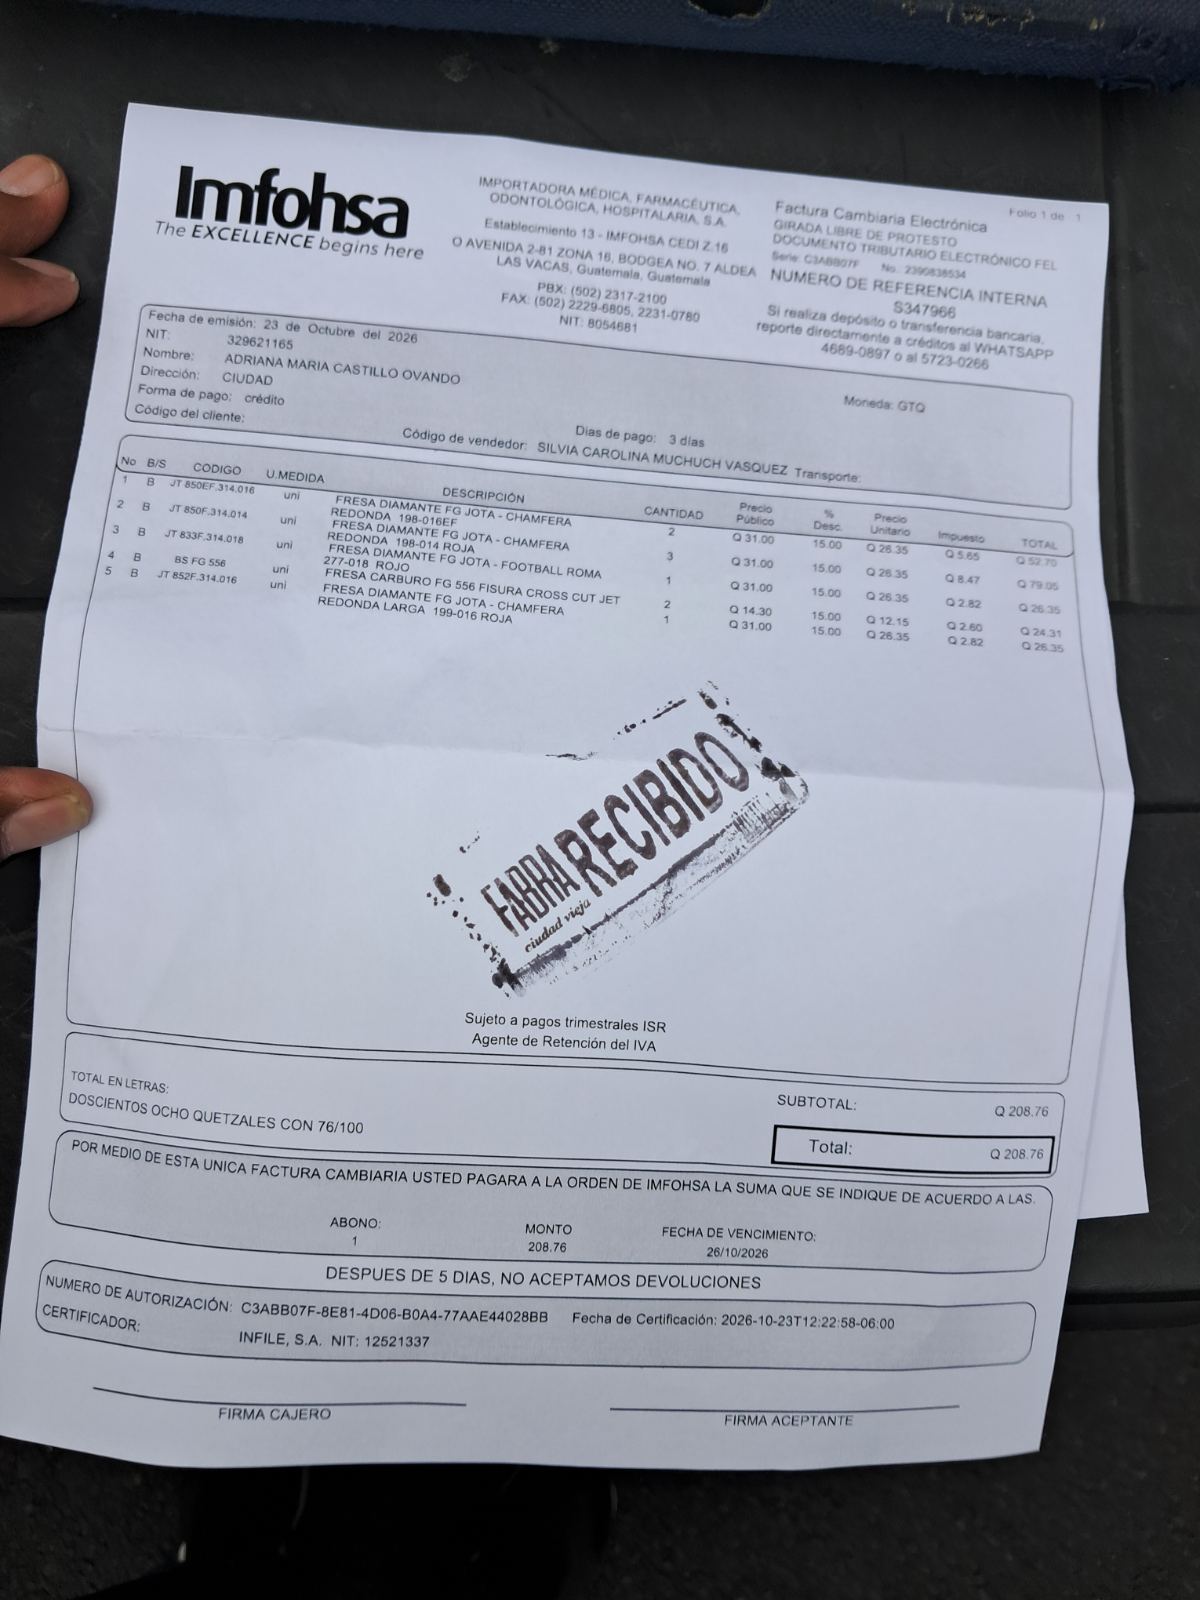 Imfohsa
The EXCELLENCE begins here
IMPORTADORA MÉDICA, FARMACÉUTICA,
ODONTOLÓGICA, HOSPITALARIA, S.A.
Establecimiento 13 - IMFOHSA CEDI Z.16
O AVENIDA 2-81 ZONA 16, BODGEA NO. 7 ALDEA
LAS VACAS, Guatemala, Guatemala
PBX: (502) 2317-2100
FAX: (502) 2229-6805, 2231-0780
NIT: 8054681
Folio 1 de 1
Factura Cambiaria Electrónica
GIRADA LIBRE DE PROTESTO
DOCUMENTO TRIBUTARIO ELECTRÓNICO FEL
Serie: C3ABB07F No.: 2390838534
NUMERO DE REFERENCIA INTERNA
S347966
Si realiza depósito o transferencia bancaria,
reporte directamente a créditos al WHATSAPP
4689-0897 o al 5723-0266
Fecha de emisión: 23 de Octubre del 2026
NIT: 329621165
Nombre: ADRIANA MARIA CASTILLO OVANDO
Dirección: CIUDAD
Moneda: GTQ
Forma de pago: crédito
Dias de pago: 3 días
Código del cliente:
Código de vendedor: SILVIA CAROLINA MUCHUCH VASQUEZ Transporte:
No B/S CÓDIGO U.MEDIDA DESCRIPCIÓN CANTIDAD Precio Público % Desc. Precio Unitario Impuesto TOTAL
1 B JT 850EF.314.016 uni FRESA DIAMANTE FG JOTA - CHAMFERA 2 Q 31.00 15.00 Q 26.35 Q 5.65 Q 52.70
REDONDA 198-016EF
2 B JT 850F.314.014 uni FRESA DIAMANTE FG JOTA - CHAMFERA 3 Q 31.00 15.00 Q 26.35 Q 8.47 Q 79.05
REDONDA 198-014 ROJA
3 B JT 833F.314.018 uni FRESA DIAMANTE FG JOTA - FOOTBALL ROMA 1 Q 31.00 15.00 Q 26.35 Q 2.82 Q 26.35
277-018 ROJO
4 B BS FG 556 uni FRESA CARBURO FG 556 FISURA CROSS CUT JET 2 Q 14.30 15.00 Q 12.15 Q 2.60 Q 24.31
5 B JT 852F.314.016 uni FRESA DIAMANTE FG JOTA - CHAMFERA 1 Q 31.00 15.00 Q 26.35 Q 2.82 Q 26.35
REDONDA LARGA 199-016 ROJA
FABRA RECIBIDO
ciudad vieja
Sujeto a pagos trimestrales ISR
Agente de Retención del IVA
TOTAL EN LETRAS:
DOSCIENTOS OCHO QUETZALES CON 76/100
SUBTOTAL: Q 208.76
Total: Q 208.76
POR MEDIO DE ESTA UNICA FACTURA CAMBIARIA USTED PAGARA A LA ORDEN DE IMFOHSA LA SUMA QUE SE INDIQUE DE ACUERDO A LAS.
ABONO: MONTO FECHA DE VENCIMIENTO:
1 208.76 26/10/2026
DESPUES DE 5 DIAS, NO ACEPTAMOS DEVOLUCIONES
NUMERO DE AUTORIZACIÓN: C3ABB07F-8E81-4D06-B0A4-77AAE44028BB Fecha de Certificación: 2026-10-23T12:22:58-06:00
CERTIFICADOR: INFILE, S.A. NIT: 12521337
FIRMA CAJERO
FIRMA ACEPTANTE